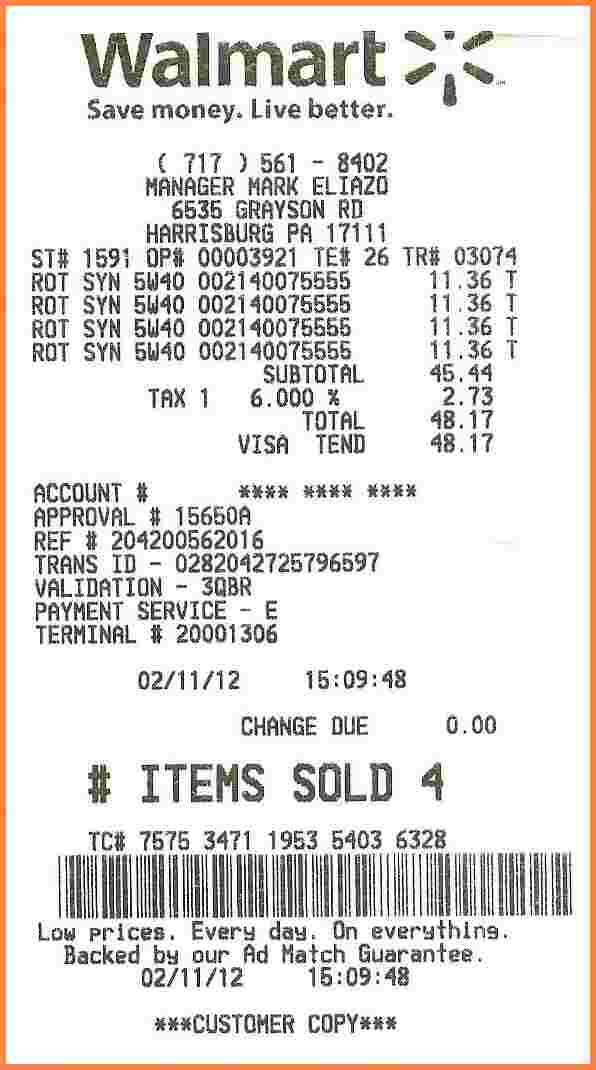 Walmart
Save money. Live better.
( 717 ) 561 - 8402
MANAGER MARK ELIAZO
6535 GRAYSON RD
HARRISBURG PA 17111
ST# 1591 OP# 00003921 TE# 26 TR# 03074
ROT SYN 5W40 002140075555 11.36 T
ROT SYN 5W40 002140075555 11.36 T
ROT SYN 5W40 002140075555 11.36 T
ROT SYN 5W40 002140075555 11.36 T
SUBTOTAL 45.44
TAX 1 6.000 % 2.73
TOTAL 48.17
VISA TEND 48.17
ACCOUNT # **** **** ****
APPROVAL # 15650A
REF # 204200562016
TRANS ID - 0282042725796597
VALIDATION - 3QBR
PAYMENT SERVICE - E
TERMINAL # 20001306
02/11/12 15:09:48
CHANGE DUE 0.00
# ITEMS SOLD 4
TC# 7575 3471 1953 5403 6328
Low prices. Every day. On everything.
Backed by our Ad Match Guarantee.
02/11/12 15:09:48
***CUSTOMER COPY***